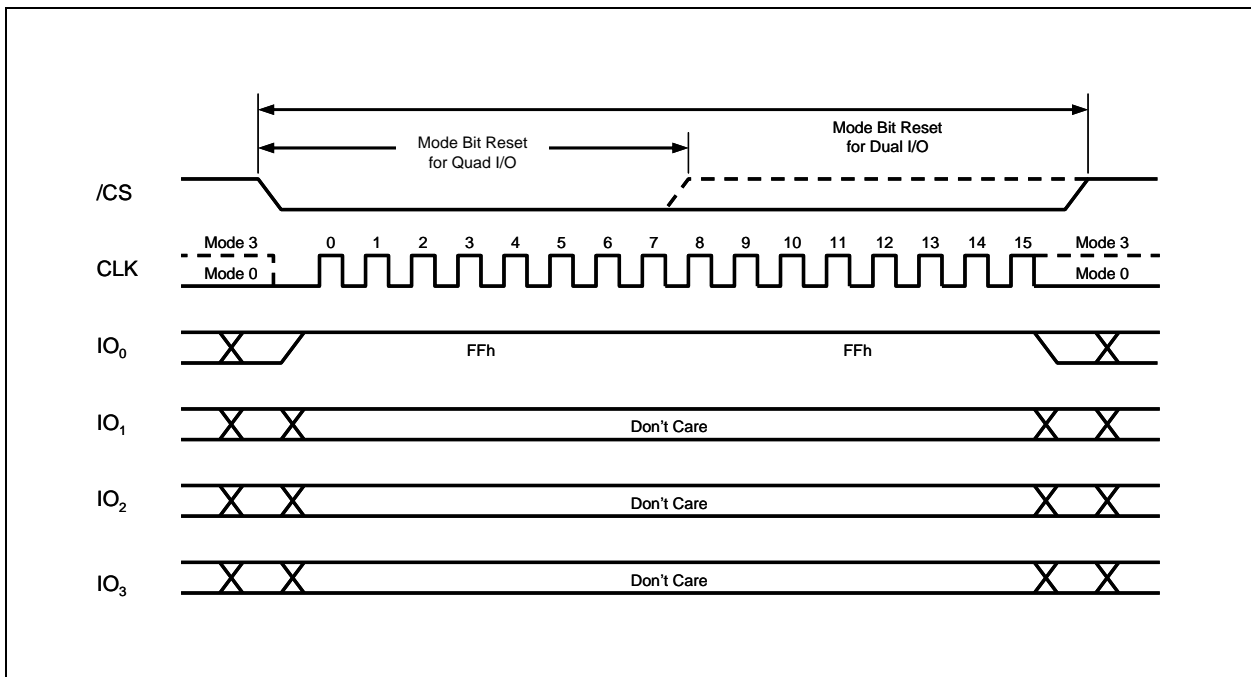 Mode Bit Reset
for Quad I/O
Mode Bit Reset
for Dual I/O
/CS
Mode 3
0 1 2 3 4 5 6 7 8 9 10 11 12 13 14 15
Mode 3
CLK
Mode 0
Mode 0
IO0
FFh
FFh
IO1
Don't Care
IO2
Don't Care
IO3
Don't Care